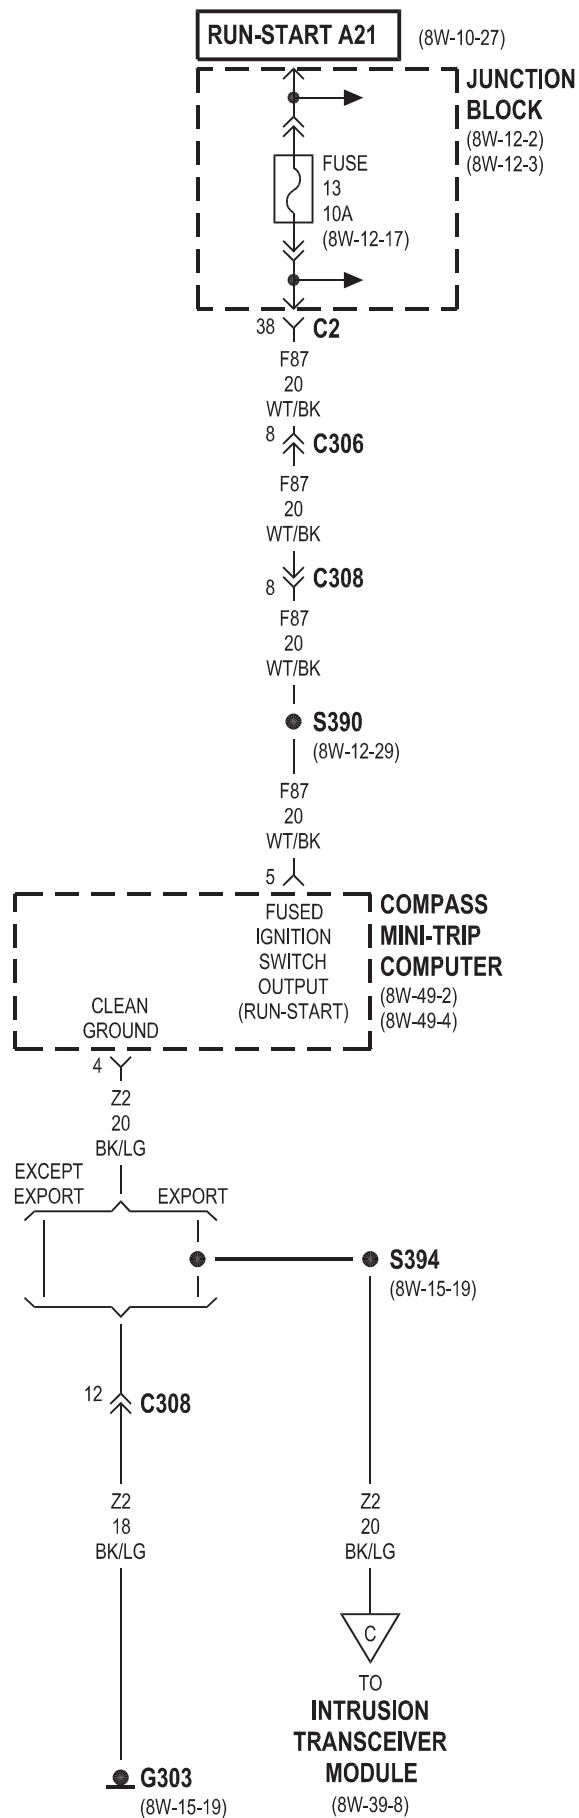 RUN-START A21 (8W-10-27)
JUNCTION
BLOCK
(8W-12-2)
(8W-12-3)
FUSE
13
10A
(8W-12-17)
38 C2
F87
20
WT/BK
8 C306
F87
20
WT/BK
8 C308
F87
20
WT/BK
S390
(8W-12-29)
F87
20
WT/BK
5
FUSED
IGNITION
SWITCH
OUTPUT
(RUN-START)
COMPASS
MINI-TRIP
COMPUTER
(8W-49-2)
(8W-49-4)
CLEAN
GROUND
4
Z2
20
BK/LG
EXCEPT
EXPORT
EXPORT
S394
(8W-15-19)
12 C308
Z2
18
BK/LG
Z2
20
BK/LG
C
TO
INTRUSION
TRANSCEIVER
MODULE
(8W-39-8)
G303
(8W-15-19)